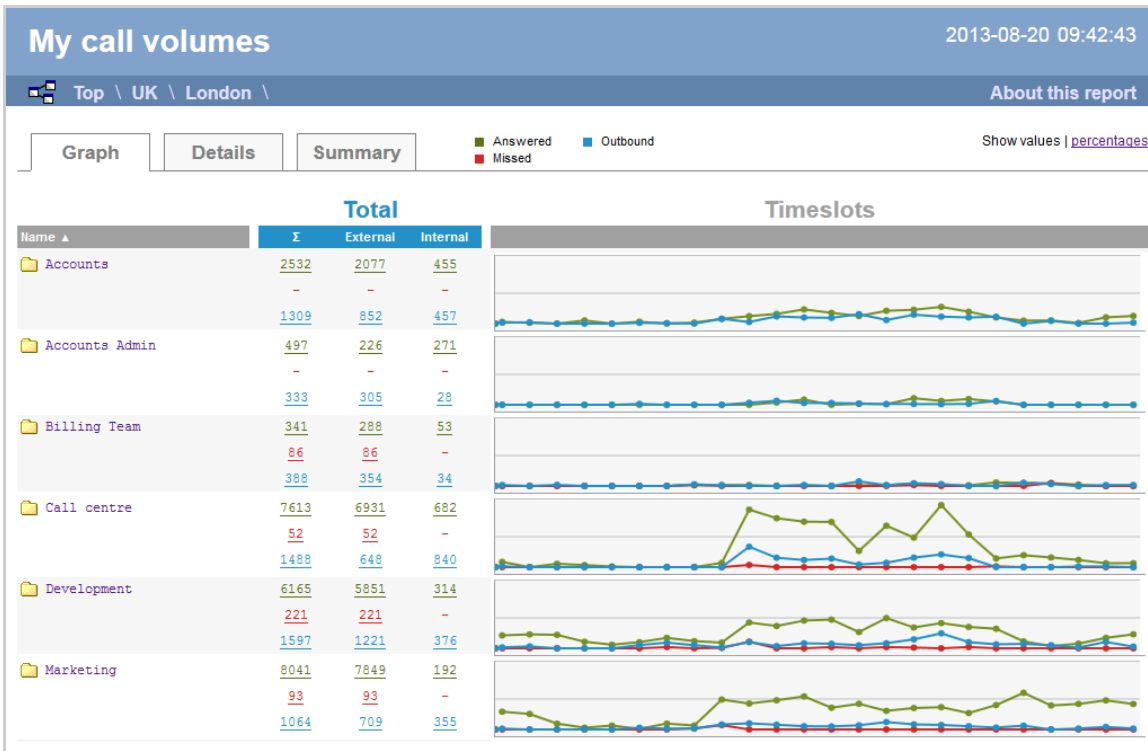 My call volumes 2013-08-20 09:42:43
Top \ UK \ London \ About this report
Graph Details Summary Answered Outbound Show values | percentages
Missed
Total Timeslots
Name ▲ Σ External Internal
Accounts 2532 2077 455
- - -
1309 852 457
Accounts Admin 497 226 271
- - -
333 305 28
Billing Team 341 288 53
86 86 -
388 354 34
Call centre 7613 6931 682
52 52 -
1488 648 840
Development 6165 5851 314
221 221 -
1597 1221 376
Marketing 8041 7849 192
93 93 -
1064 709 355